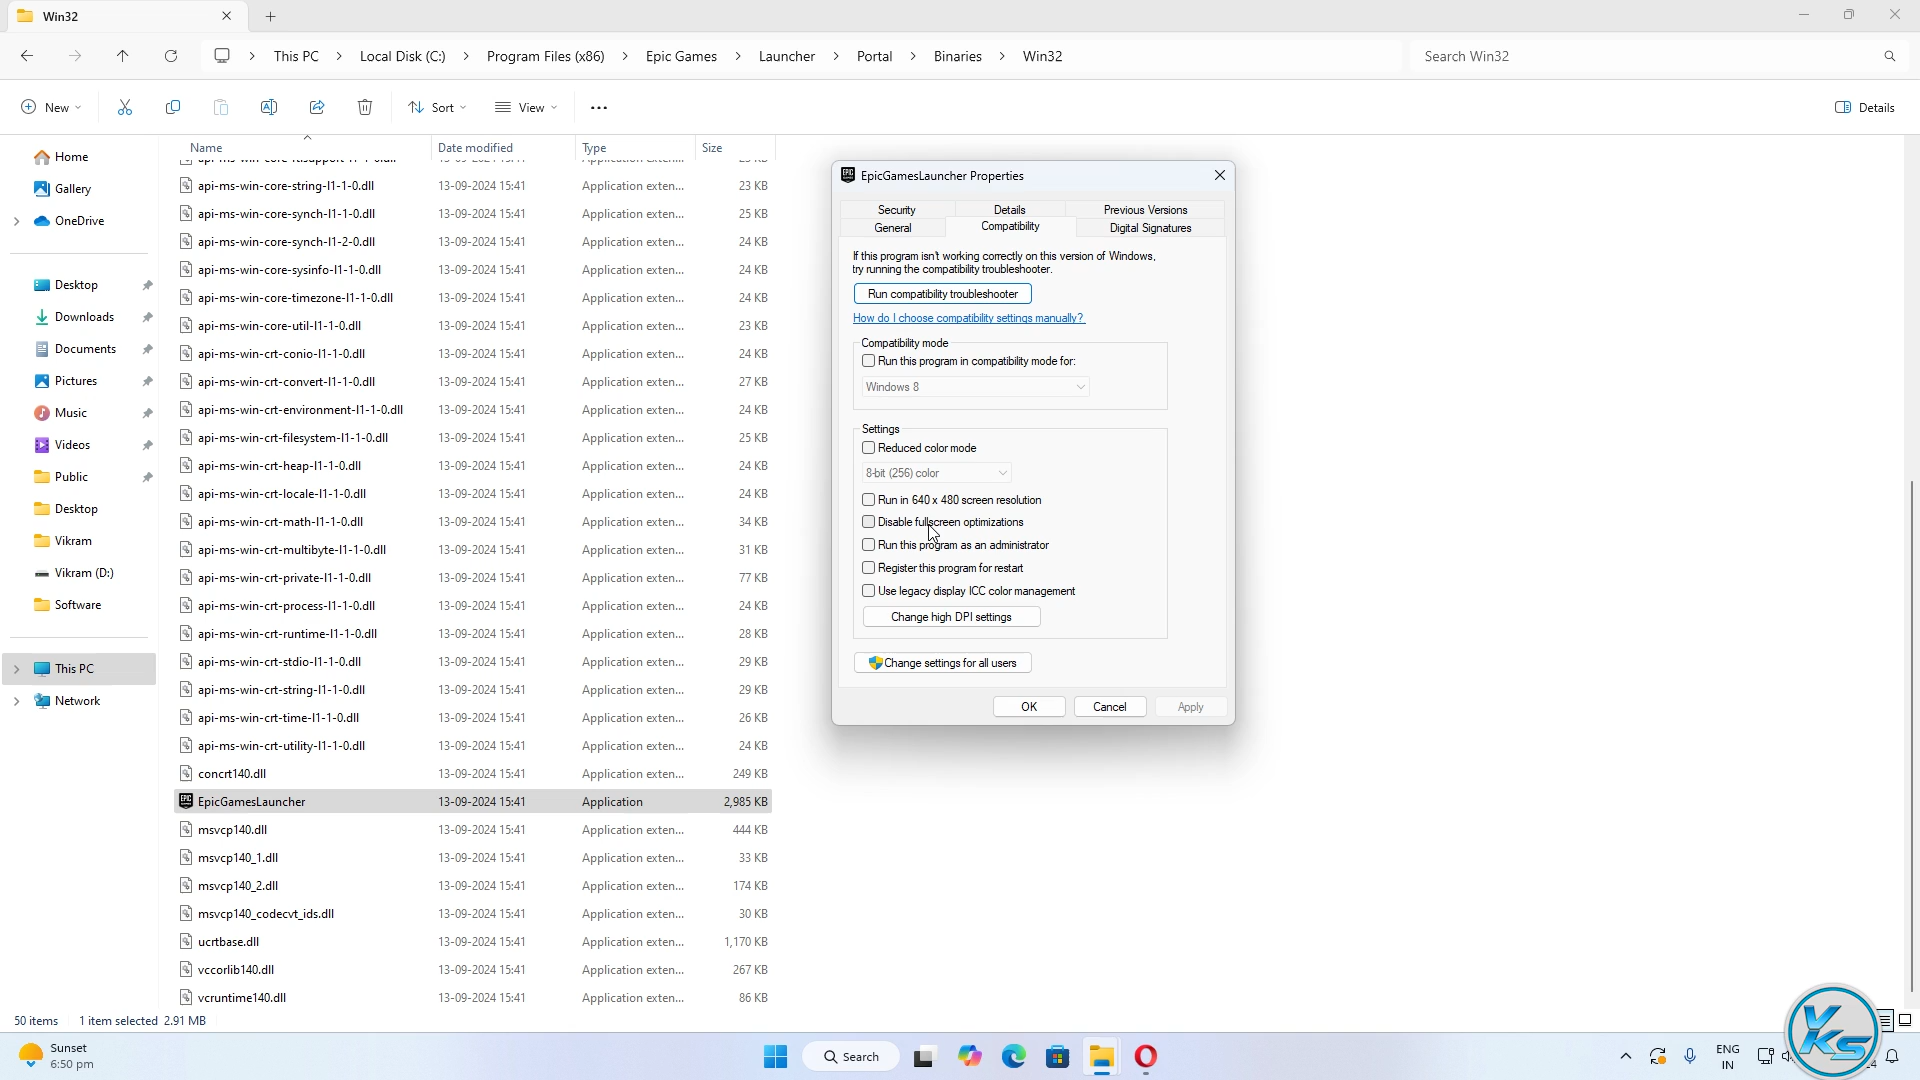 Win32
This PC > Local Disk (C:) > Program Files (x86) > Epic Games > Launcher > Portal > Binaries > Win32
Search Win32
New
Sort
View
Details
Home
Gallery
OneDrive
Desktop
Downloads
Documents
Pictures
Music
Videos
Public
Desktop
Vikram
Vikram (D:)
Software
This PC
Network
Name Date modified Type Size
api-ms-win-core-string-l1-1-0.dll 13-09-2024 15:41 Application exten... 23 KB
api-ms-win-core-synch-l1-1-0.dll 13-09-2024 15:41 Application exten... 25 KB
api-ms-win-core-synch-l1-2-0.dll 13-09-2024 15:41 Application exten... 24 KB
api-ms-win-core-sysinfo-l1-1-0.dll 13-09-2024 15:41 Application exten... 24 KB
api-ms-win-core-timezone-l1-1-0.dll 13-09-2024 15:41 Application exten... 24 KB
api-ms-win-core-util-l1-1-0.dll 13-09-2024 15:41 Application exten... 23 KB
api-ms-win-crt-conio-l1-1-0.dll 13-09-2024 15:41 Application exten... 24 KB
api-ms-win-crt-convert-l1-1-0.dll 13-09-2024 15:41 Application exten... 27 KB
api-ms-win-crt-environment-l1-1-0.dll 13-09-2024 15:41 Application exten... 24 KB
api-ms-win-crt-filesystem-l1-1-0.dll 13-09-2024 15:41 Application exten... 25 KB
api-ms-win-crt-heap-l1-1-0.dll 13-09-2024 15:41 Application exten... 24 KB
api-ms-win-crt-locale-l1-1-0.dll 13-09-2024 15:41 Application exten... 24 KB
api-ms-win-crt-math-l1-1-0.dll 13-09-2024 15:41 Application exten... 34 KB
api-ms-win-crt-multibyte-l1-1-0.dll 13-09-2024 15:41 Application exten... 31 KB
api-ms-win-crt-private-l1-1-0.dll 13-09-2024 15:41 Application exten... 77 KB
api-ms-win-crt-process-l1-1-0.dll 13-09-2024 15:41 Application exten... 24 KB
api-ms-win-crt-runtime-l1-1-0.dll 13-09-2024 15:41 Application exten... 28 KB
api-ms-win-crt-stdio-l1-1-0.dll 13-09-2024 15:41 Application exten... 29 KB
api-ms-win-crt-string-l1-1-0.dll 13-09-2024 15:41 Application exten... 29 KB
api-ms-win-crt-time-l1-1-0.dll 13-09-2024 15:41 Application exten... 26 KB
api-ms-win-crt-utility-l1-1-0.dll 13-09-2024 15:41 Application exten... 24 KB
concrt140.dll 13-09-2024 15:41 Application exten... 249 KB
EpicGamesLauncher 13-09-2024 15:41 Application 2,985 KB
msvcp140.dll 13-09-2024 15:41 Application exten... 444 KB
msvcp140_1.dll 13-09-2024 15:41 Application exten... 33 KB
msvcp140_2.dll 13-09-2024 15:41 Application exten... 174 KB
msvcp140_codecvt_ids.dll 13-09-2024 15:41 Application exten... 30 KB
ucrtbase.dll 13-09-2024 15:41 Application exten... 1,170 KB
vccorlib140.dll 13-09-2024 15:41 Application exten... 267 KB
vcruntime140.dll 13-09-2024 15:41 Application exten... 86 KB
EpicGamesLauncher Properties
Security Details Previous Versions
General Compatibility Digital Signatures
If this program isn't working correctly on this version of Windows,
try running the compatibility troubleshooter.
Run compatibility troubleshooter
How do I choose compatibility settings manually?
Compatibility mode
Run this program in compatibility mode for:
Windows 8
Settings
Reduced color mode
8-bit (256) color
Run in 640 x 480 screen resolution
Disable fullscreen optimizations
Run this program as an administrator
Register this program for restart
Use legacy display ICC color management
Change high DPI settings
Change settings for all users
OK Cancel Apply
50 items 1 item selected 2.91 MB
Sunset
6:50 pm
Search
ENG
IN
YKS